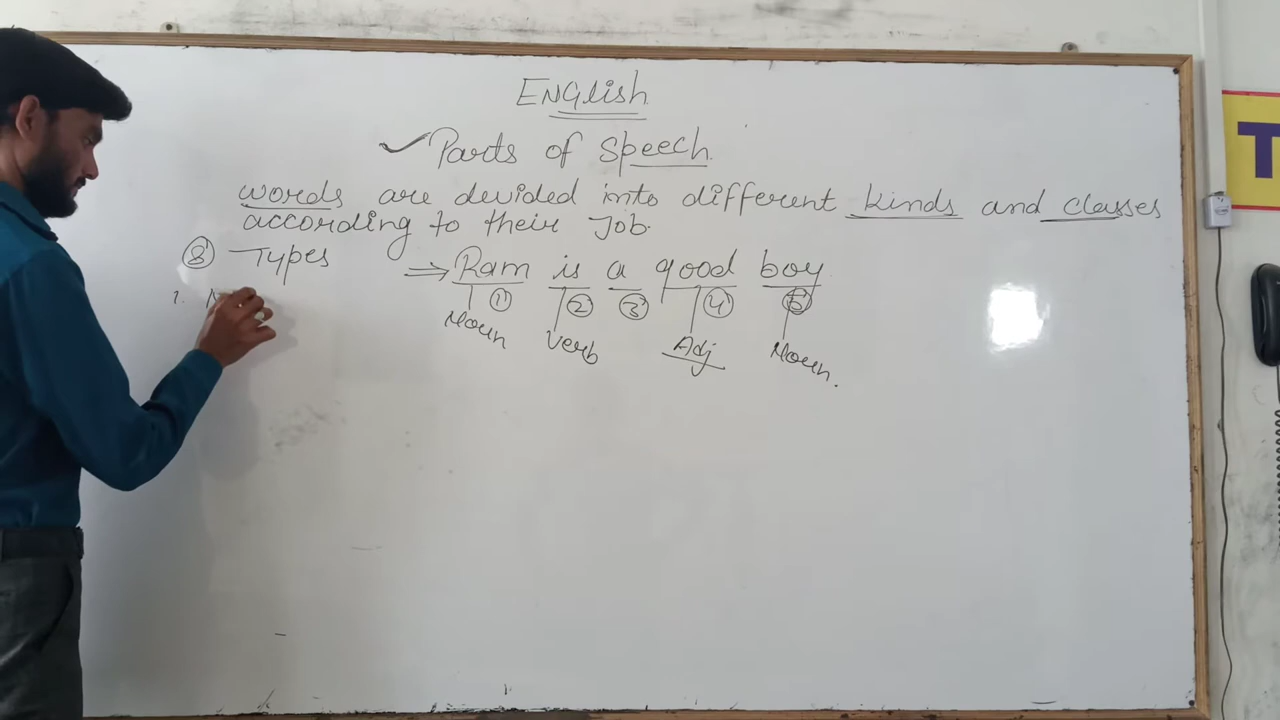 English
Parts of Speech
words are devided into different kinds and classes
according to their Job.
8 Types ⇒ Ram is a good boy
1. N
1 2 3 4 5
Noun Verb Adj Noun.
T